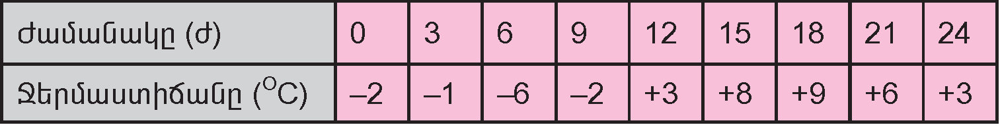 Ժամանակը (ժ) 0 3 6 9 12 15 18 21 24
Ջերմաստիճանը (°C) –2 –1 –6 –2 +3 +8 +9 +6 +3